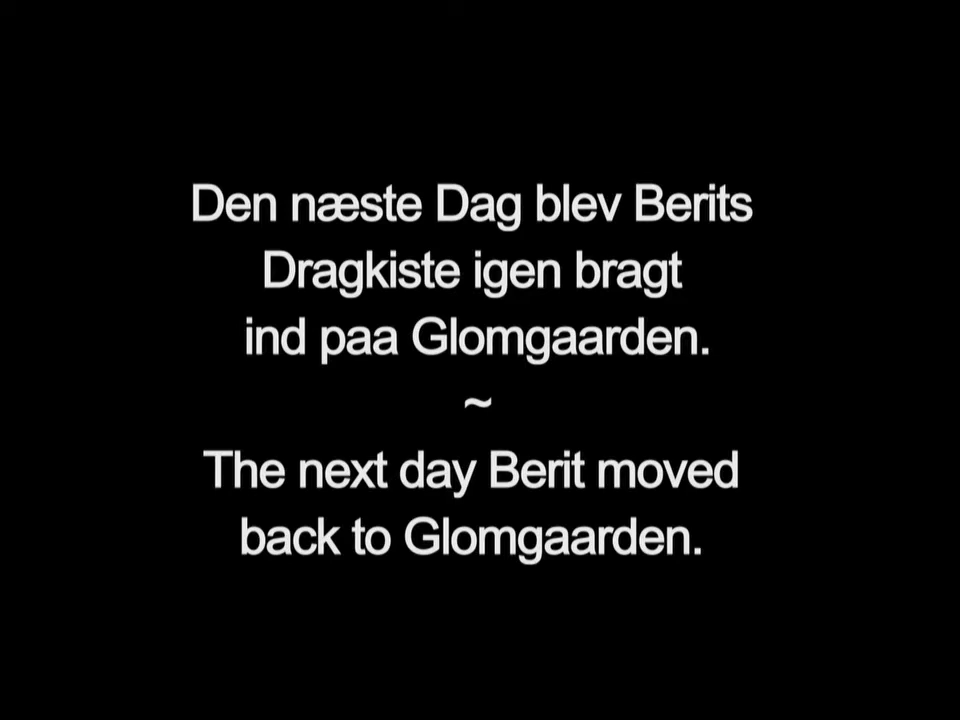 Den næste Dag blev Berits
Dragkiste igen bragt
ind paa Glomgaarden.
~
The next day Berit moved
back to Glomgaarden.